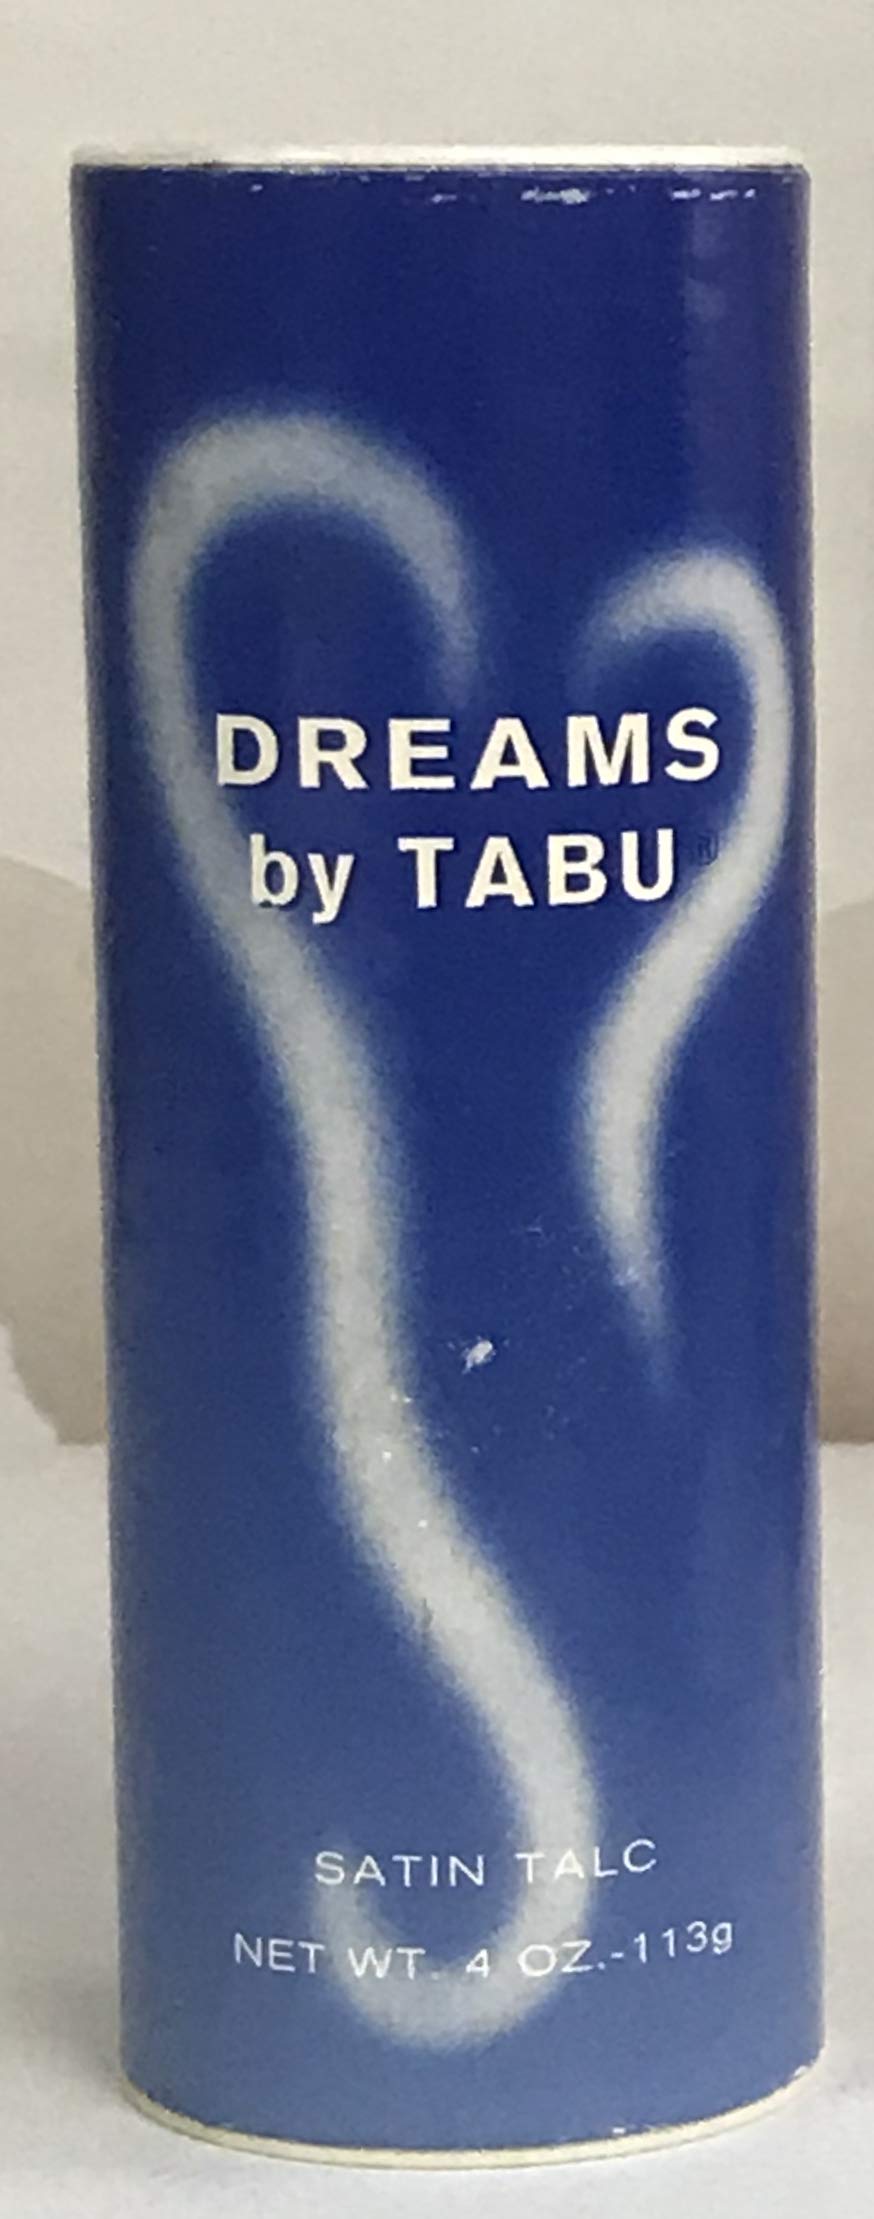 DREAMS
by TABU®
SATIN TALC
NET WT. 4 OZ.-113g